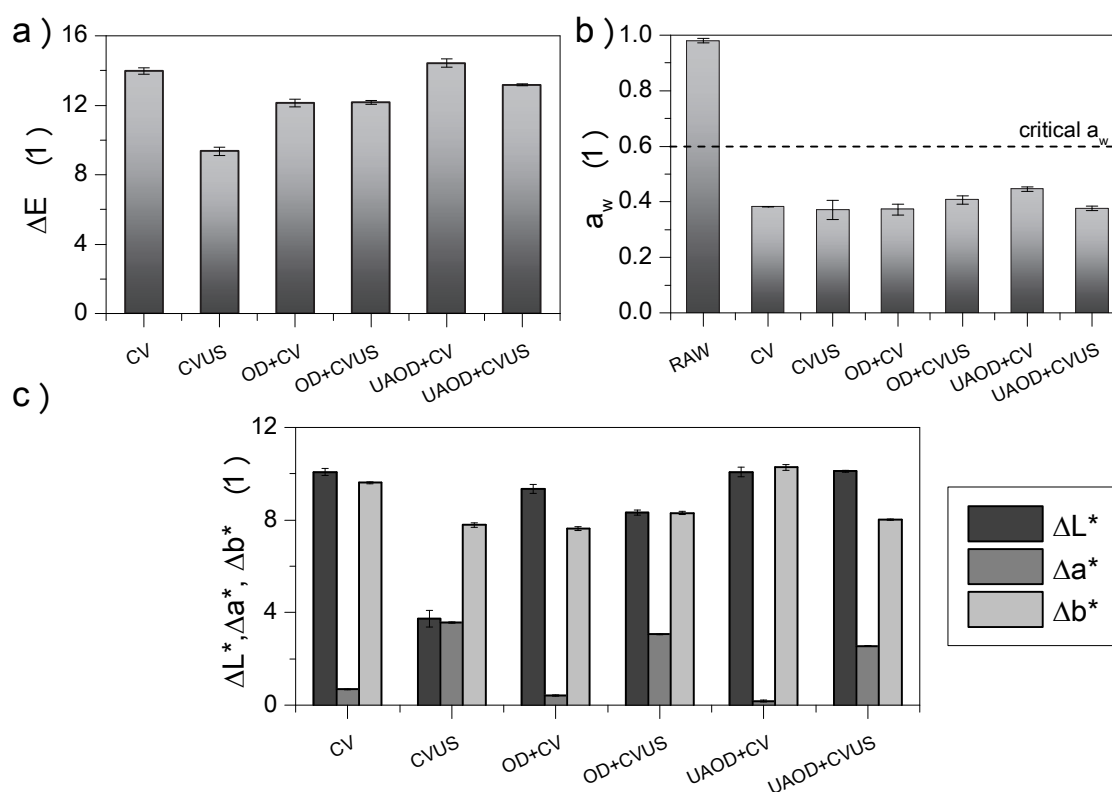 a )
16
12
8
4
0
ΔE (1)
CV
CVUS
OD+CV
OD+CVUS
UAOD+CV
UAOD+CVUS
b )
1.0
0.8
0.6
0.4
0.2
0.0
a_w (1)
critical a_w
RAW
CV
CVUS
OD+CV
OD+CVUS
UAOD+CV
UAOD+CVUS
c )
12
8
4
0
ΔL*,Δa*, Δb* (1)
CV
CVUS
OD+CV
OD+CVUS
UAOD+CV
UAOD+CVUS
ΔL*
Δa*
Δb*